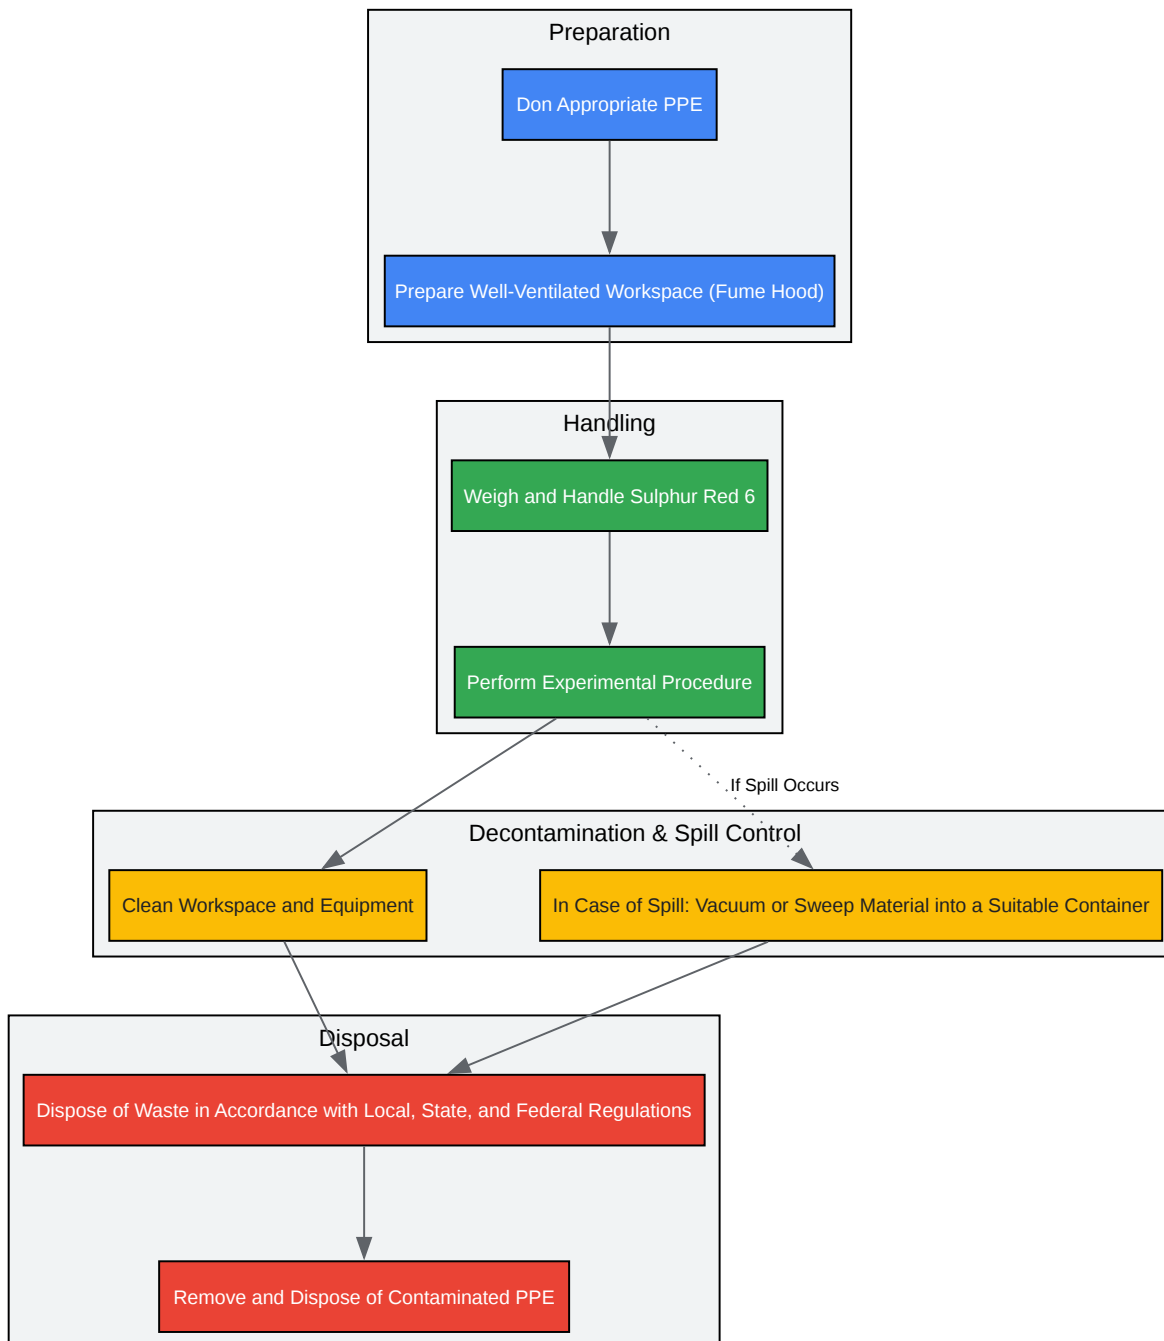 Preparation
Don Appropriate PPE
Prepare Well-Ventilated Workspace (Fume Hood)
Handling
Weigh and Handle Sulphur Red 6
Perform Experimental Procedure
If Spill Occurs
Decontamination & Spill Control
Clean Workspace and Equipment
In Case of Spill: Vacuum or Sweep Material into a Suitable Container
Disposal
Dispose of Waste in Accordance with Local, State, and Federal Regulations
Remove and Dispose of Contaminated PPE